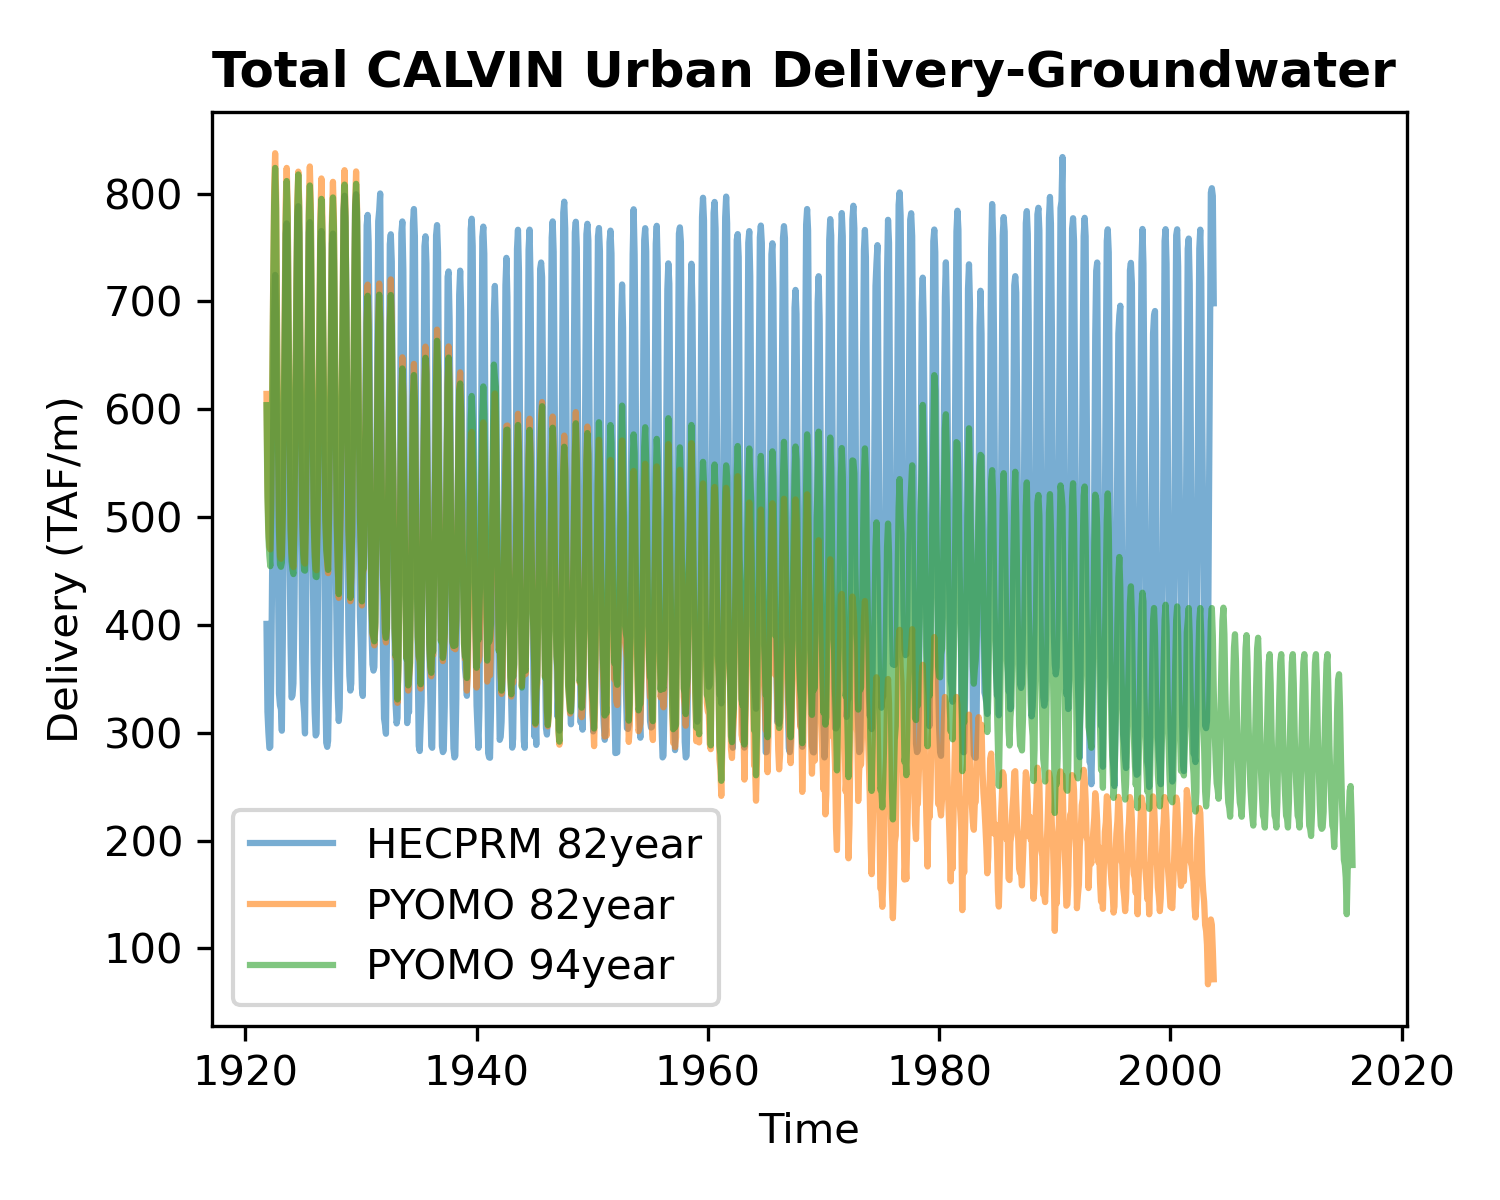 Total CALVIN Urban Delivery-Groundwater
Delivery (TAF/m)
800
700
600
500
400
300
200
100
HECPRM 82year
PYOMO 82year
PYOMO 94year
1920 1940 1960 1980 2000 2020
Time